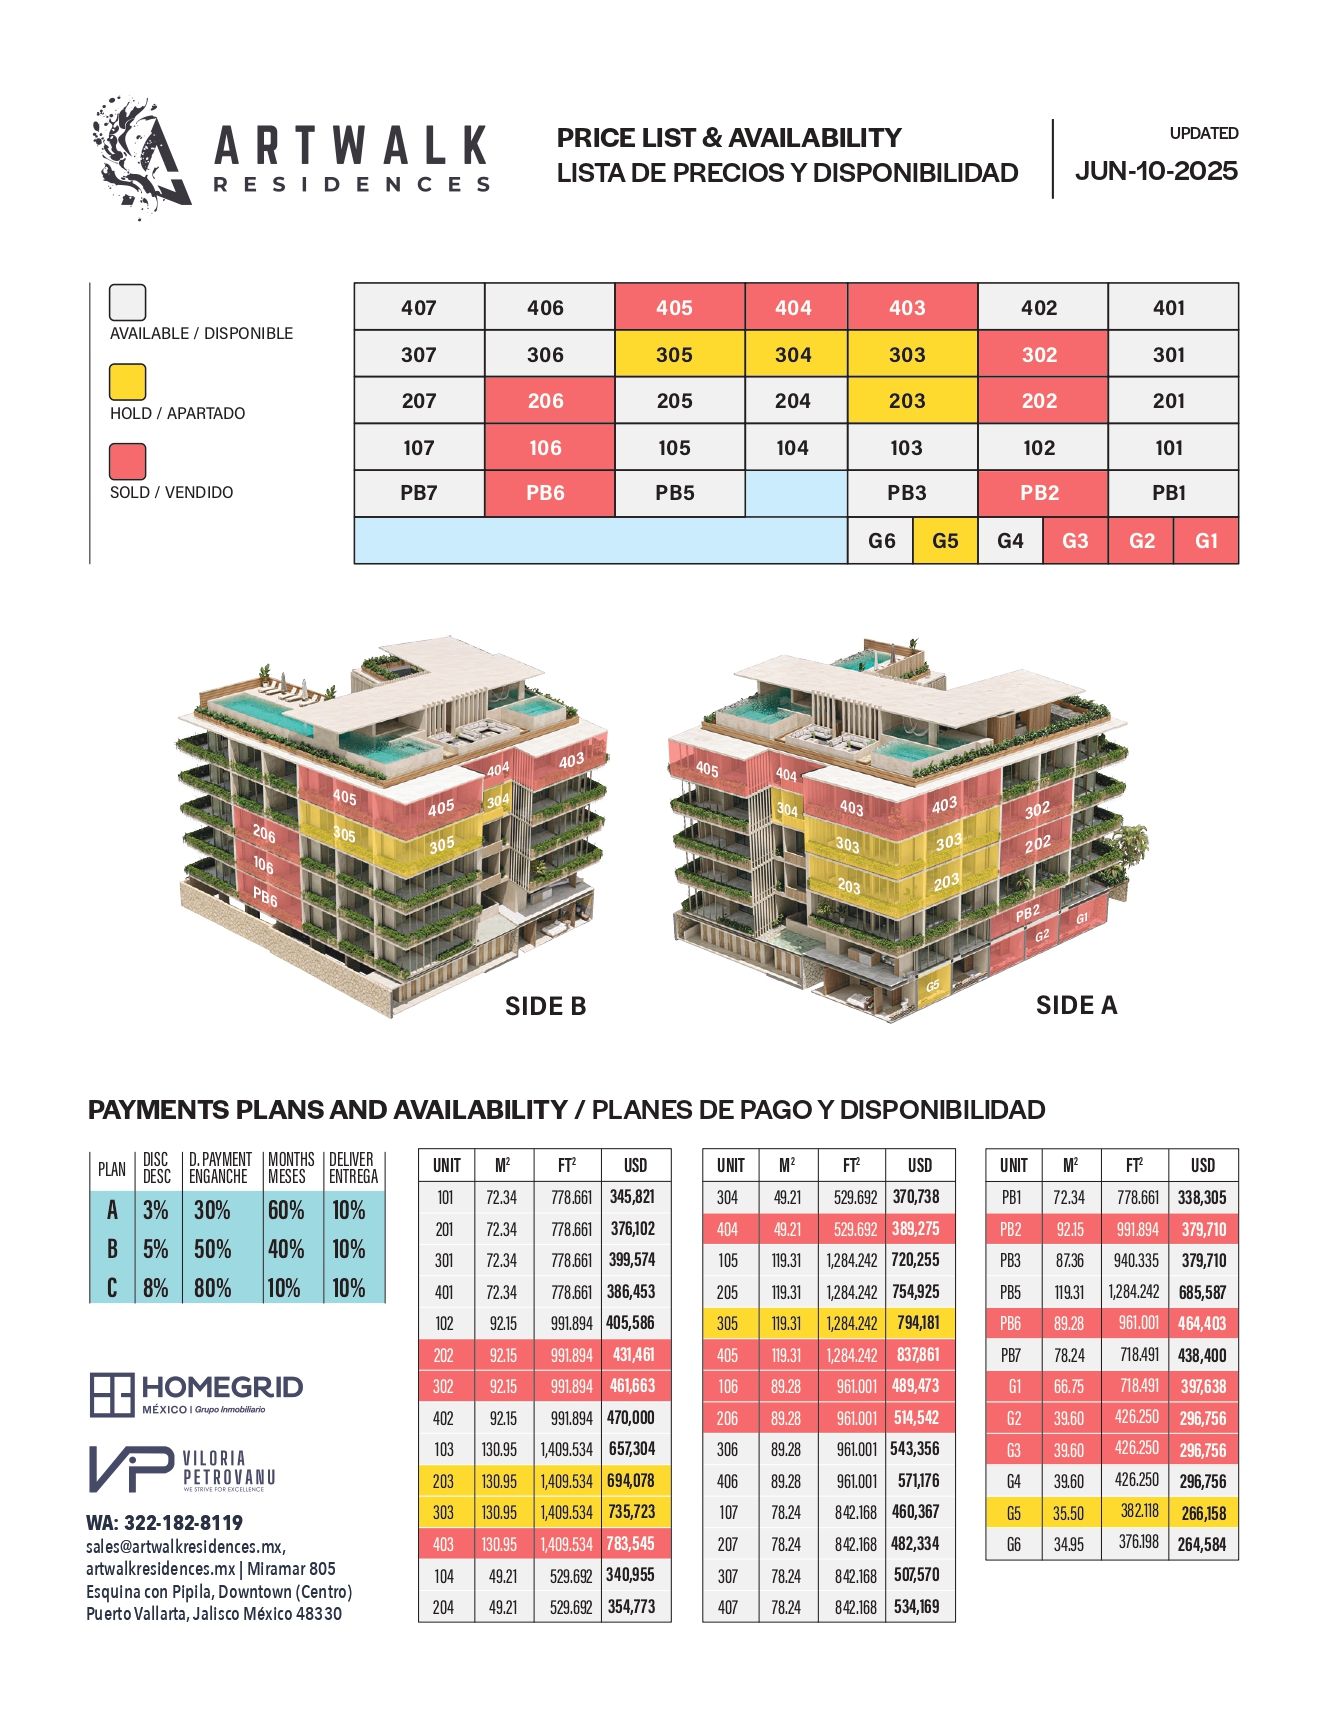 ARTWALK
RESIDENCES
PRICE LIST & AVAILABILITY
LISTA DE PRECIOS Y DISPONIBILIDAD
UPDATED
JUN-10-2025
AVAILABLE / DISPONIBLE
HOLD / APARTADO
SOLD / VENDIDO
407 406 405 404 403 402 401
307 306 305 304 303 302 301
207 206 205 204 203 202 201
107 106 105 104 103 102 101
PB7 PB6 PB5 PB3 PB2 PB1
G6 G5 G4 G3 G2 G1
405 405 404 403
305 305 304
206
106
PB6
SIDE B
405 404 403 403 302
304 303 303 202
203 203
PB2
G2 G1
G5
SIDE A
PAYMENTS PLANS AND AVAILABILITY / PLANES DE PAGO Y DISPONIBILIDAD
PLAN DISC DESC D. PAYMENT ENGANCHE MONTHS MESES DELIVER ENTREGA
A 3% 30% 60% 10%
B 5% 50% 40% 10%
C 8% 80% 10% 10%
HOMEGRID
MÉXICO | Grupo Inmobiliario
VP VILORIA
PETROVANU
WE STRIVE FOR EXCELLENCE
WA: 322-182-8119
sales@artwalkresidences.mx,
artwalkresidences.mx | Miramar 805
Esquina con Pipila, Downtown (Centro)
Puerto Vallarta, Jalisco México 48330
UNIT M² FT² USD
101 72.34 778.661 345,821
201 72.34 778.661 376,102
301 72.34 778.661 399,574
401 72.34 778.661 386,453
102 92.15 991.894 405,586
202 92.15 991.894 431,461
302 92.15 991.894 461,663
402 92.15 991.894 470,000
103 130.95 1,409.534 657,304
203 130.95 1,409.534 694,078
303 130.95 1,409.534 735,723
403 130.95 1,409.534 783,545
104 49.21 529.692 340,955
204 49.21 529.692 354,773
UNIT M² FT² USD
304 49.21 529.692 370,738
404 49.21 529.692 389,275
105 119.31 1,284.242 720,255
205 119.31 1,284.242 754,925
305 119.31 1,284.242 794,181
405 119.31 1,284.242 837,861
106 89.28 961.001 489,473
206 89.28 961.001 514,542
306 89.28 961.001 543,356
406 89.28 961.001 571,176
107 78.24 842.168 460,367
207 78.24 842.168 482,334
307 78.24 842.168 507,570
407 78.24 842.168 534,169
UNIT M² FT² USD
PB1 72.34 778.661 338,305
PB2 92.15 991.894 379,710
PB3 87.36 940.335 379,710
PB5 119.31 1,284.242 685,587
PB6 89.28 961.001 464,403
PB7 78.24 718.491 438,400
G1 66.75 718.491 397,638
G2 39.60 426.250 296,756
G3 39.60 426.250 296,756
G4 39.60 426.250 296,756
G5 35.50 382.118 266,158
G6 34.95 376.198 264,584